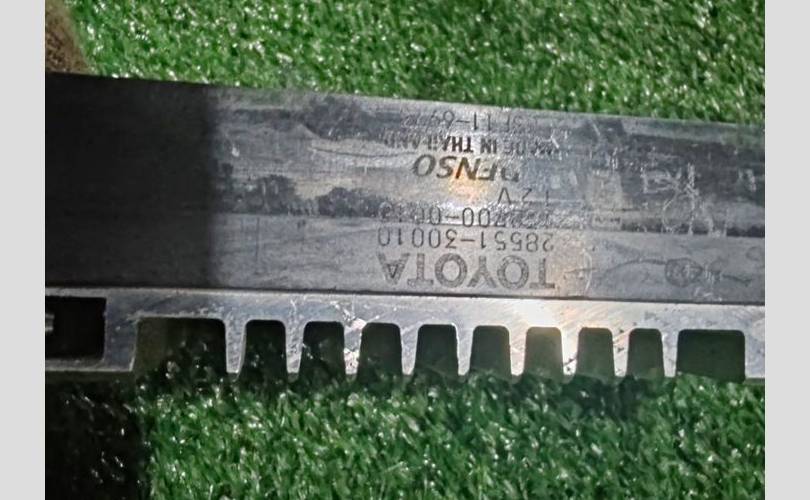 TOYOTA
28551-30010
12V
DENSO
MADE IN THAILAND